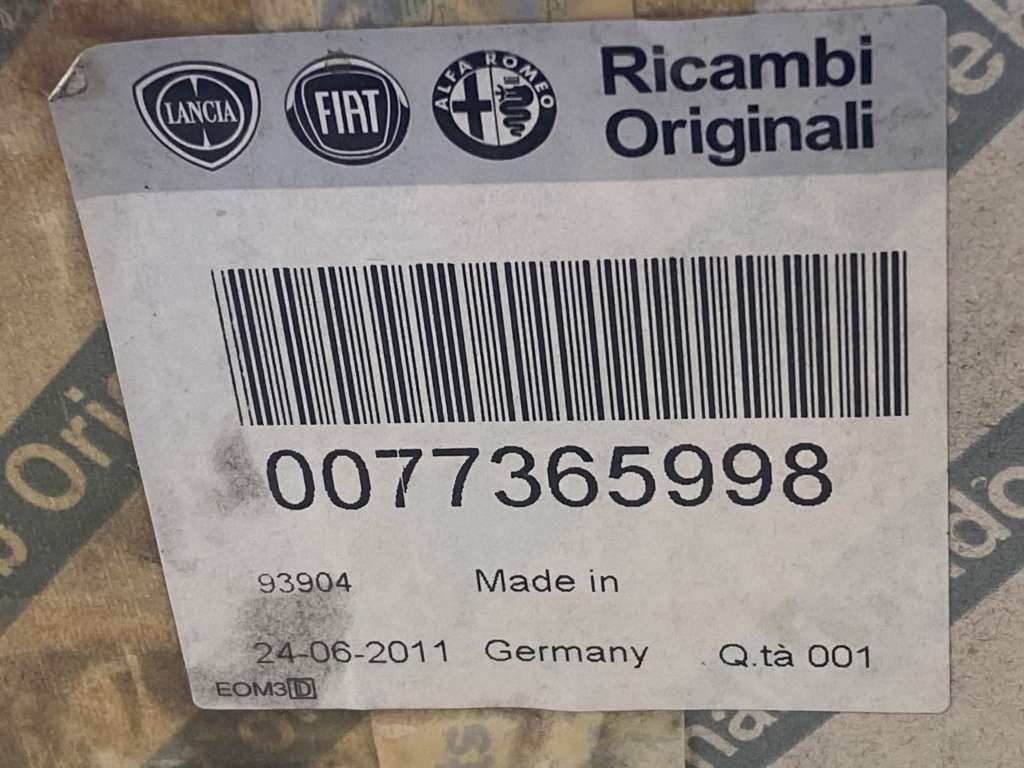 LANCIA
FIAT
ALFA ROMEO
Ricambi
Originali
0077365998
93904
Made in
24-06-2011
Germany
Q.tà 001
EOM3D